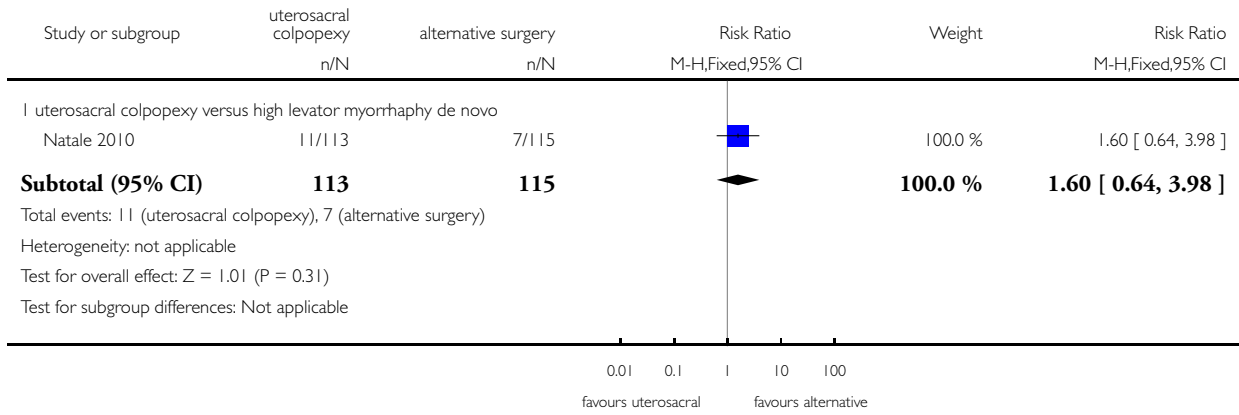 Study or subgroup uterosacral colpopexy alternative surgery Risk Ratio Weight Risk Ratio
n/N n/N M-H,Fixed,95% CI M-H,Fixed,95% CI
1 uterosacral colpopexy versus high levator myorrhaphy de novo
Natale 2010 11/113 7/115 100.0 % 1.60 [ 0.64, 3.98 ]
Subtotal (95% CI) 113 115 100.0 % 1.60 [ 0.64, 3.98 ]
Total events: 11 (uterosacral colpopexy), 7 (alternative surgery)
Heterogeneity: not applicable
Test for overall effect: Z = 1.01 (P = 0.31)
Test for subgroup differences: Not applicable
0.01 0.1 1 10 100
favours uterosacral favours alternative